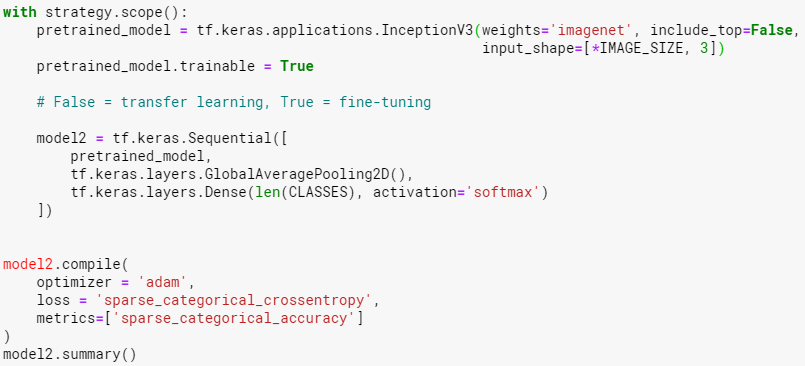 with strategy.scope():
    pretrained_model = tf.keras.applications.InceptionV3(weights='imagenet', include_top=False,
                                                         input_shape=[*IMAGE_SIZE, 3])
    pretrained_model.trainable = True
    # False = transfer learning, True = fine-tuning
    model2 = tf.keras.Sequential([
        pretrained_model,
        tf.keras.layers.GlobalAveragePooling2D(),
        tf.keras.layers.Dense(len(CLASSES), activation='softmax')
    ])
model2.compile(
    optimizer = 'adam',
    loss = 'sparse_categorical_crossentropy',
    metrics=['sparse_categorical_accuracy']
)
model2.summary()